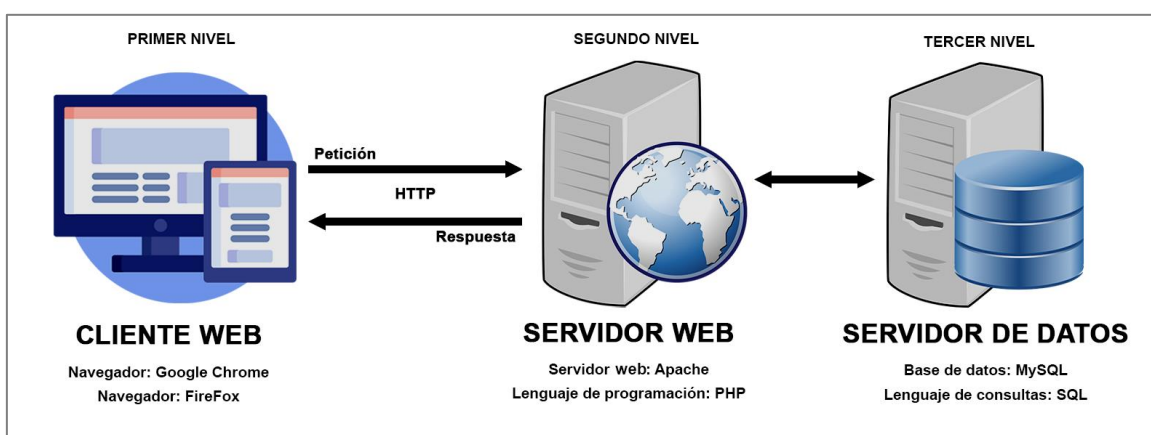 PRIMER NIVEL
SEGUNDO NIVEL
TERCER NIVEL
Petición
HTTP
Respuesta
CLIENTE WEB
SERVIDOR WEB
SERVIDOR DE DATOS
Navegador: Google Chrome
Navegador: FireFox
Servidor web: Apache
Lenguaje de programación: PHP
Base de datos: MySQL
Lenguaje de consultas: SQL